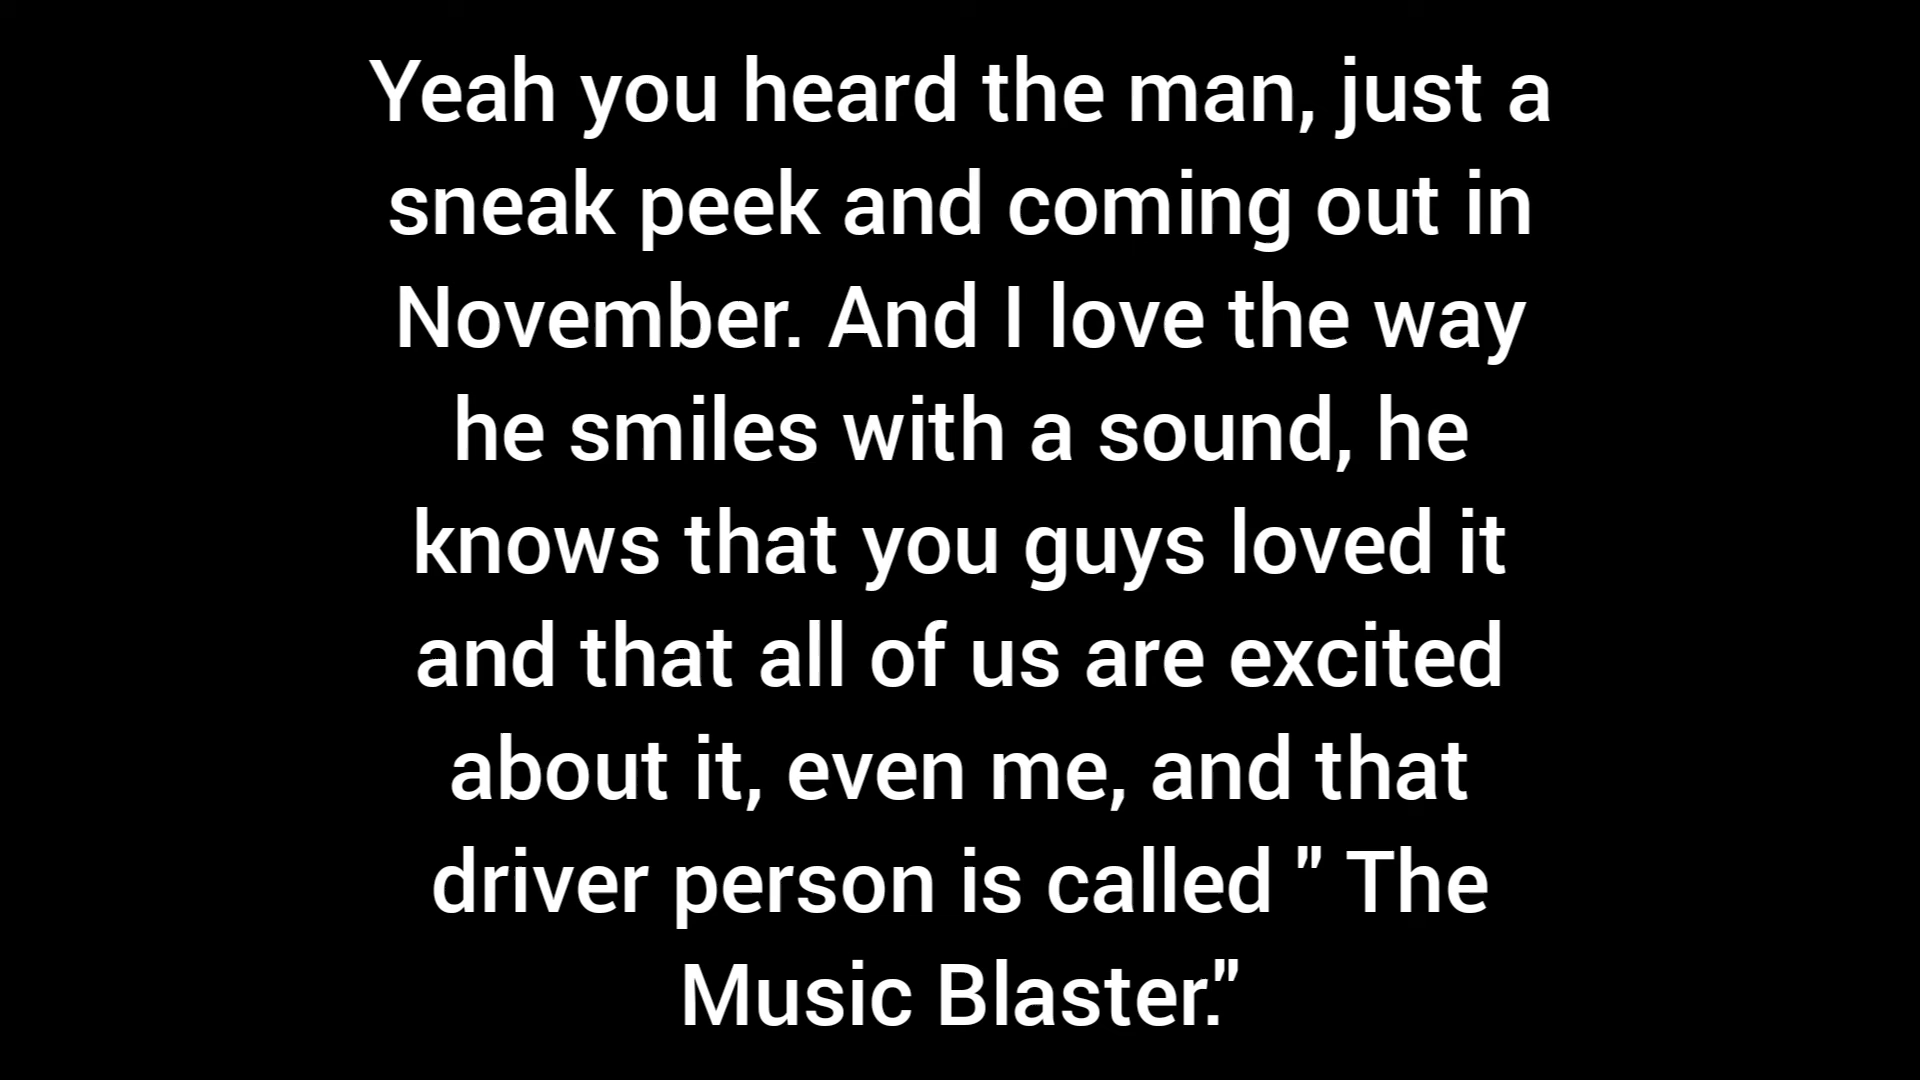 Yeah you heard the man, just a
sneak peek and coming out in
November. And I love the way
he smiles with a sound, he
knows that you guys loved it
and that all of us are excited
about it, even me, and that
driver person is called " The
Music Blaster."